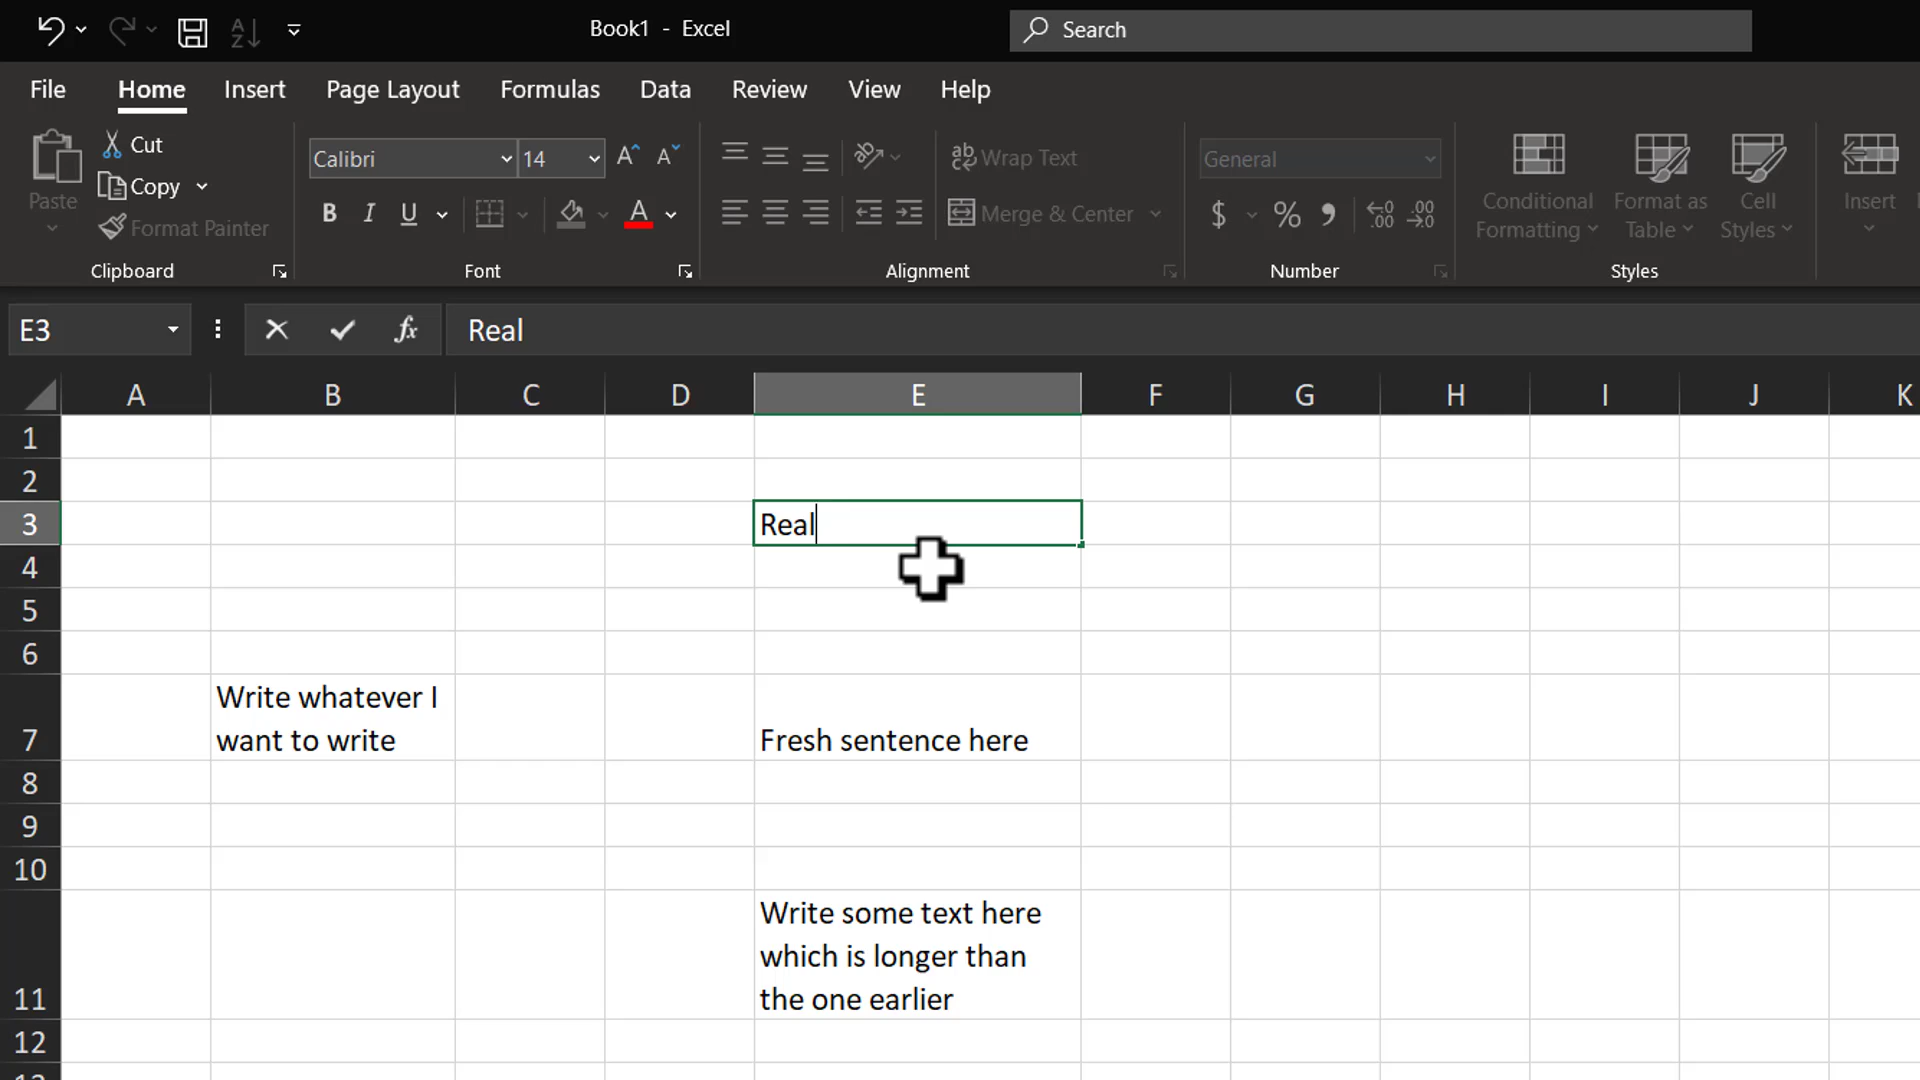 Book1 - Excel
Search
File Home Insert Page Layout Formulas Data Review View Help
Paste
Cut
Copy
Format Painter
Clipboard
Calibri 14
B I U A
Font
Wrap Text
Merge & Center
Alignment
General
$ % , .00 .00
Number
Conditional Formatting
Format as Table
Cell Styles
Styles
Insert
E3 fx Real
A B C D E F G H I J K
1
2
3 Real
4
5
6
Write whatever I
7 want to write Fresh sentence here
8
9
10
Write some text here
which is longer than
11 the one earlier
12